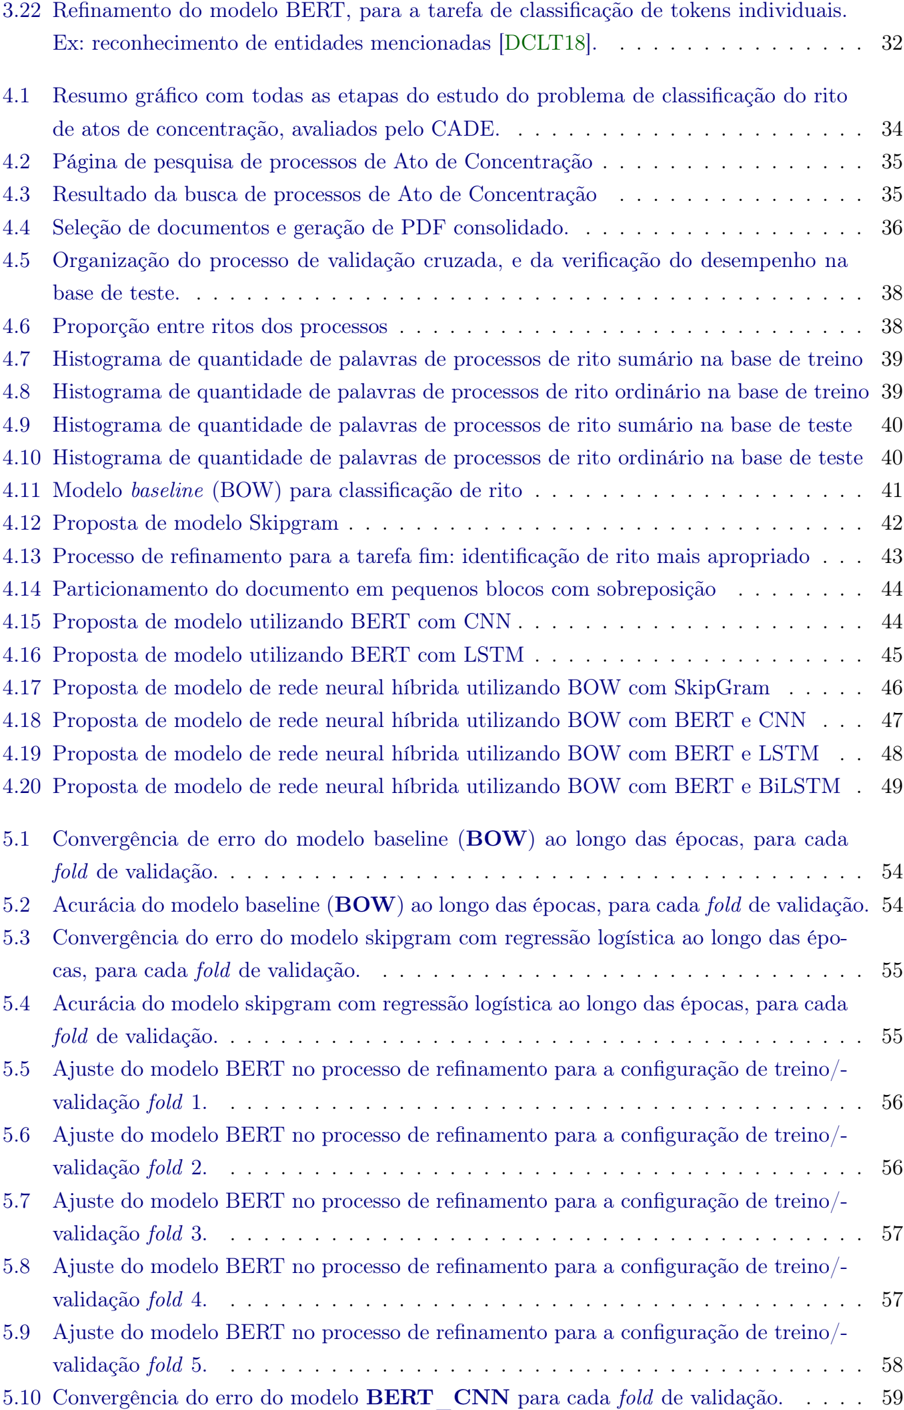 3.22 Refinamento do modelo BERT, para a tarefa de classificação de tokens individuais.
Ex: reconhecimento de entidades mencionadas [DCLT18]. . . . . . . . . . . . . . . . 32
4.1 Resumo gráfico com todas as etapas do estudo do problema de classificação do rito
de atos de concentração, avaliados pelo CADE. . . . . . . . . . . . . . . . . . . . . . 34
4.2 Página de pesquisa de processos de Ato de Concentração . . . . . . . . . . . . . . . . 35
4.3 Resultado da busca de processos de Ato de Concentração . . . . . . . . . . . . . . . 35
4.4 Seleção de documentos e geração de PDF consolidado. . . . . . . . . . . . . . . . . . 36
4.5 Organização do processo de validação cruzada, e da verificação do desempenho na
base de teste. . . . . . . . . . . . . . . . . . . . . . . . . . . . . . . . . . . . . . . . . 38
4.6 Proporção entre ritos dos processos . . . . . . . . . . . . . . . . . . . . . . . . . . . . 38
4.7 Histograma de quantidade de palavras de processos de rito sumário na base de treino 39
4.8 Histograma de quantidade de palavras de processos de rito ordinário na base de treino 39
4.9 Histograma de quantidade de palavras de processos de rito sumário na base de teste 40
4.10 Histograma de quantidade de palavras de processos de rito ordinário na base de teste 40
4.11 Modelo baseline (BOW) para classificação de rito . . . . . . . . . . . . . . . . . . . . 41
4.12 Proposta de modelo Skipgram . . . . . . . . . . . . . . . . . . . . . . . . . . . . . . . 42
4.13 Processo de refinamento para a tarefa fim: identificação de rito mais apropriado . . . 43
4.14 Particionamento do documento em pequenos blocos com sobreposição . . . . . . . . 44
4.15 Proposta de modelo utilizando BERT com CNN . . . . . . . . . . . . . . . . . . . . . 44
4.16 Proposta de modelo utilizando BERT com LSTM . . . . . . . . . . . . . . . . . . . . 45
4.17 Proposta de modelo de rede neural híbrida utilizando BOW com SkipGram . . . . . 46
4.18 Proposta de modelo de rede neural híbrida utilizando BOW com BERT e CNN . . . 47
4.19 Proposta de modelo de rede neural híbrida utilizando BOW com BERT e LSTM . . 48
4.20 Proposta de modelo de rede neural híbrida utilizando BOW com BERT e BiLSTM . 49
5.1 Convergência de erro do modelo baseline (BOW) ao longo das épocas, para cada
fold de validação. . . . . . . . . . . . . . . . . . . . . . . . . . . . . . . . . . . . . . . 54
5.2 Acurácia do modelo baseline (BOW) ao longo das épocas, para cada fold de validação. 54
5.3 Convergência do erro do modelo skipgram com regressão logística ao longo das épo-
cas, para cada fold de validação. . . . . . . . . . . . . . . . . . . . . . . . . . . . . . 55
5.4 Acurácia do modelo skipgram com regressão logística ao longo das épocas, para cada
fold de validação. . . . . . . . . . . . . . . . . . . . . . . . . . . . . . . . . . . . . . . 55
5.5 Ajuste do modelo BERT no processo de refinamento para a configuração de treino/-
validação fold 1. . . . . . . . . . . . . . . . . . . . . . . . . . . . . . . . . . . . . . . 56
5.6 Ajuste do modelo BERT no processo de refinamento para a configuração de treino/-
validação fold 2. . . . . . . . . . . . . . . . . . . . . . . . . . . . . . . . . . . . . . . 56
5.7 Ajuste do modelo BERT no processo de refinamento para a configuração de treino/-
validação fold 3. . . . . . . . . . . . . . . . . . . . . . . . . . . . . . . . . . . . . . . 57
5.8 Ajuste do modelo BERT no processo de refinamento para a configuração de treino/-
validação fold 4. . . . . . . . . . . . . . . . . . . . . . . . . . . . . . . . . . . . . . . 57
5.9 Ajuste do modelo BERT no processo de refinamento para a configuração de treino/-
validação fold 5. . . . . . . . . . . . . . . . . . . . . . . . . . . . . . . . . . . . . . . 58
5.10 Convergência do erro do modelo BERT_CNN para cada fold de validação. . . . . 59